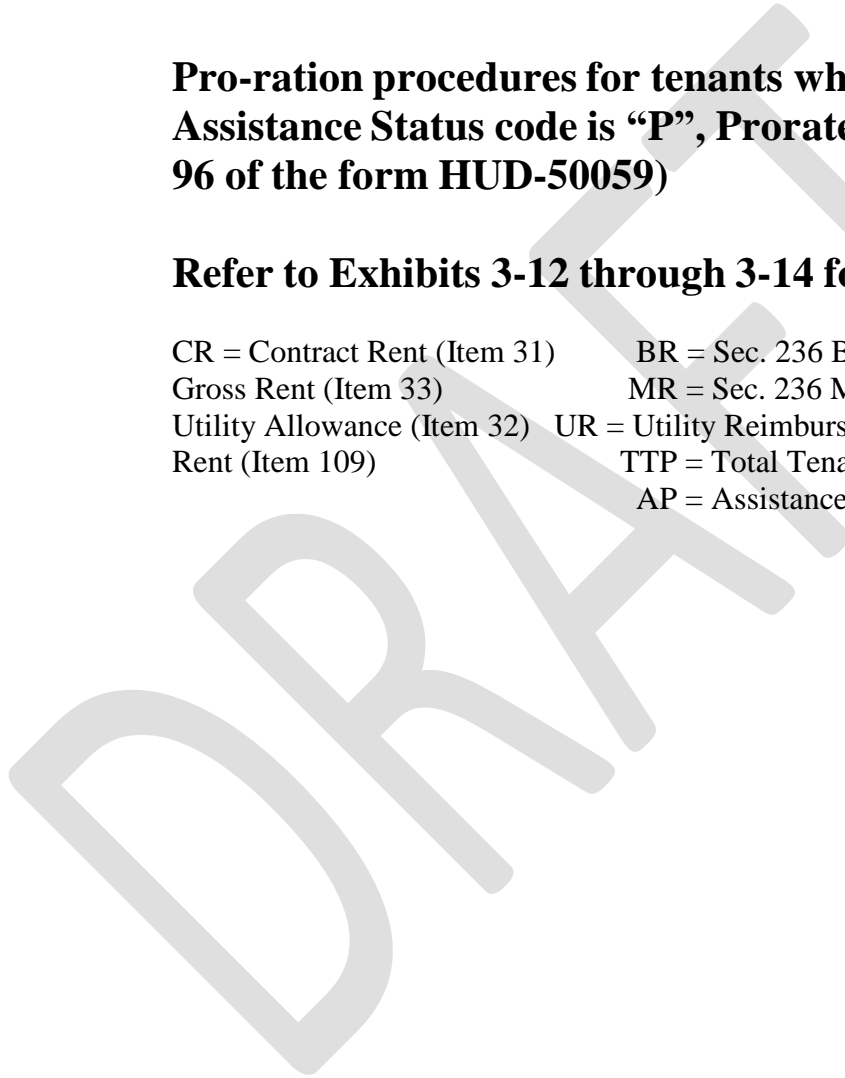 Pro-ration procedures for tenants wh
Assistance Status code is “P”, Prorate
96 of the form HUD-50059)
Refer to Exhibits 3-12 through 3-14 fo
CR = Contract Rent (Item 31) BR = Sec. 236 B
Gross Rent (Item 33) MR = Sec. 236 M
Utility Allowance (Item 32) UR = Utility Reimburs
Rent (Item 109) TTP = Total Tena
AP = Assistance
DRAFT